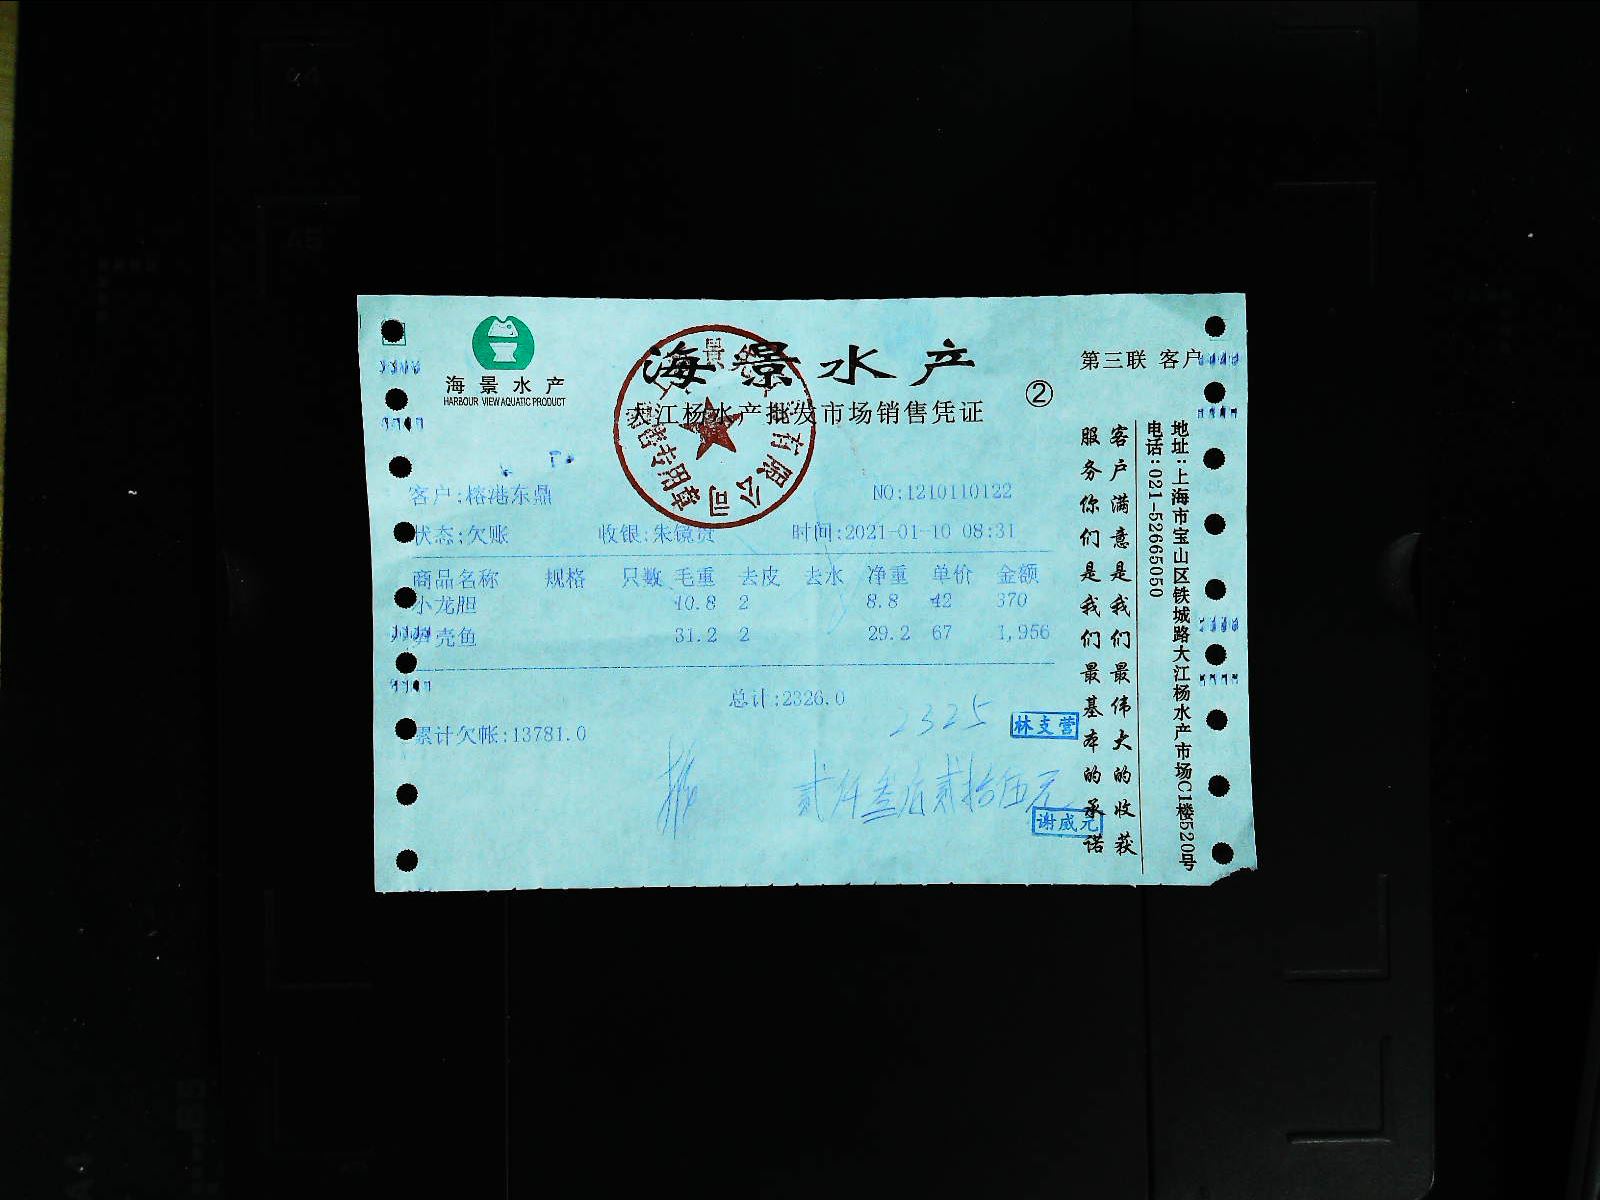 海景水产
HARBOUR VIEW AQUATIC PRODUCT
海景水产
大江杨水产批发市场销售凭证
②
第三联 客户
客户:榕港东鼎
NO:1210110122
状态:欠账 收银:朱镜贤 时间:2021-01-10 08:31
商品名称 规格 只数 毛重 去皮 去水 净重 单价 金额
小龙胆 10.8 2 8.8 42 370
笋壳鱼 31.2 2 29.2 67 1,956
总计:2326.0
2325
林支营
累计欠帐:13781.0
贰仟叁佰贰拾伍元
谢威元
客户满意是我们最伟大的收获
服务你们是我们最基本的承诺
地址:上海市宝山区铁城路大江杨水产市场C1楼520号
电话:021-52665050